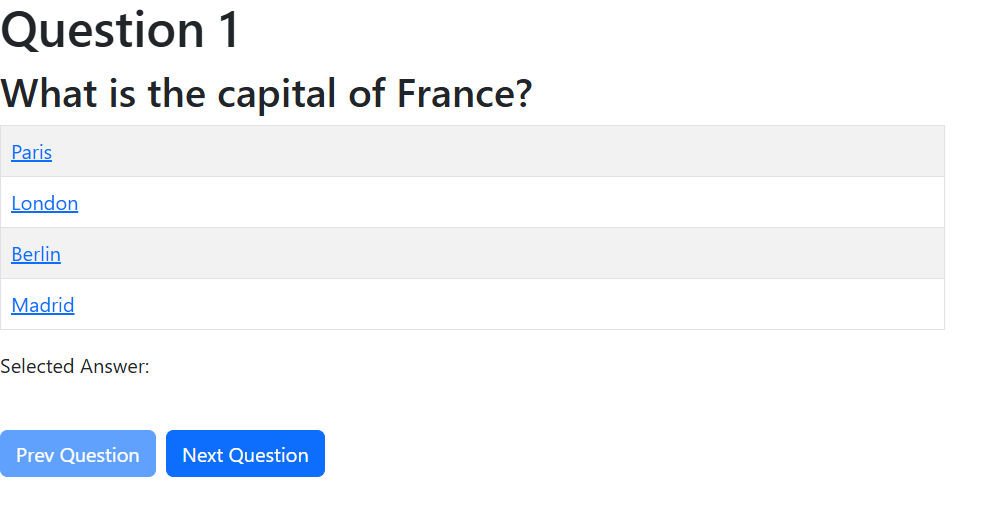 Question 1
What is the capital of France?
Paris
London
Berlin
Madrid
Selected Answer:
Prev Question Next Question